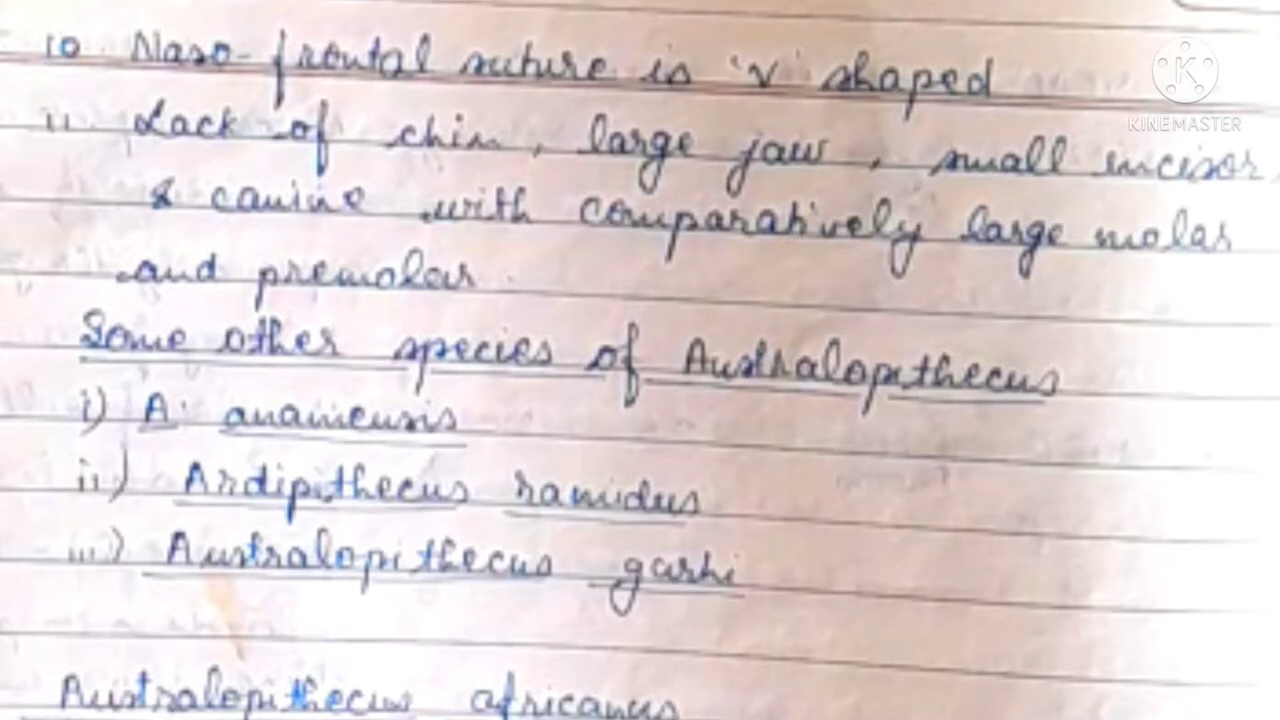 10 Naso-frontal suture is 'v' shaped
11 Lack of chin, large jaw, small incisor,
& canine with comparatively large molar
and premolar.
Some other species of Australopithecus
i) A. anamensis
ii) Ardipithecus ramidus
iii) Australopithecus garhi
Australopithecus africanus
KINEMASTER